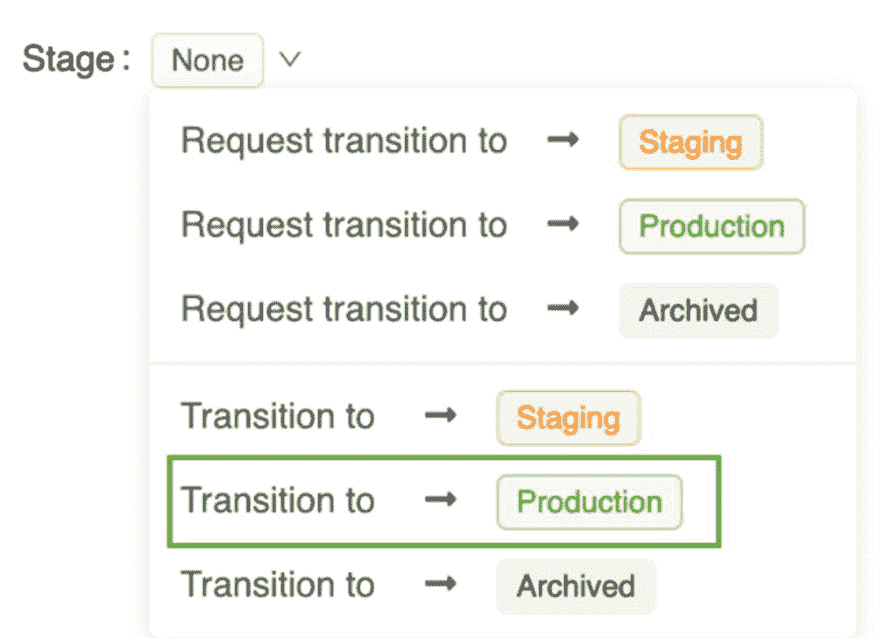 Stage: None
Request transition to → Staging
Request transition to → Production
Request transition to → Archived
Transition to → Staging
Transition to → Production
Transition to → Archived